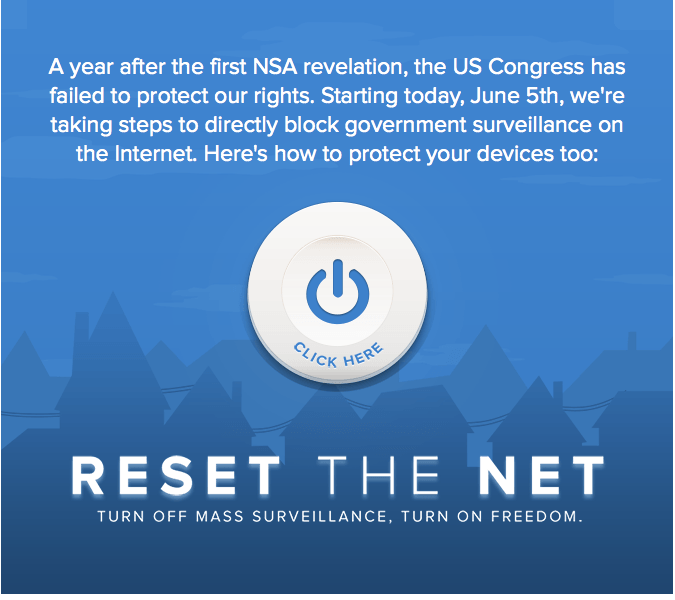 A year after the first NSA revelation, the US Congress has
failed to protect our rights. Starting today, June 5th, we're
taking steps to directly block government surveillance on
the Internet. Here's how to protect your devices too:
CLICK HERE
RESET THE NET
TURN OFF MASS SURVEILLANCE, TURN ON FREEDOM.